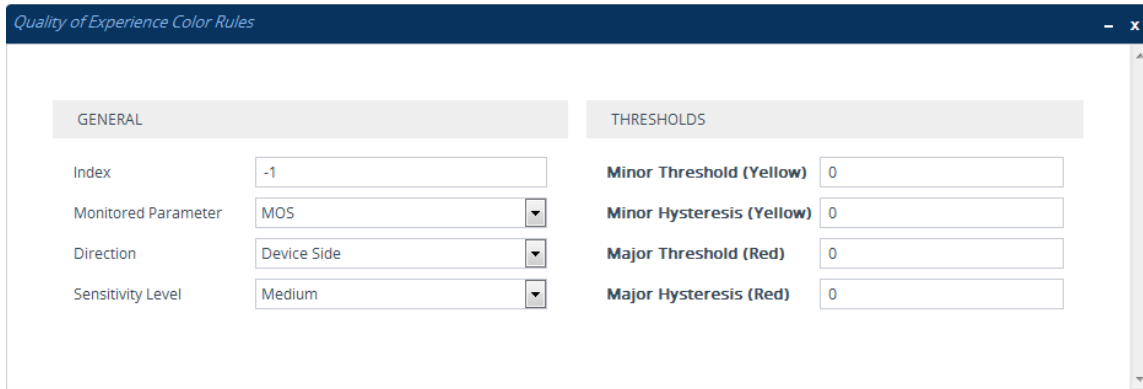 Quality of Experience Color Rules
– x
GENERAL
Index -1
Monitored Parameter MOS
Direction Device Side
Sensitivity Level Medium
THRESHOLDS
Minor Threshold (Yellow) 0
Minor Hysteresis (Yellow) 0
Major Threshold (Red) 0
Major Hysteresis (Red) 0